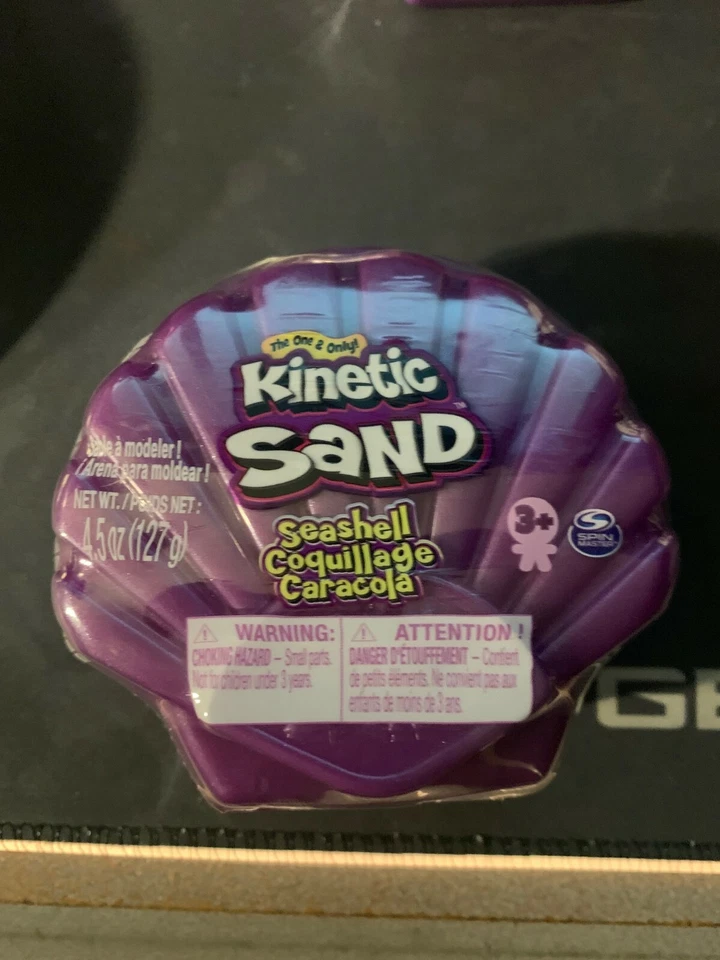 The One & Only!
Kinetic
SAND™
Sable à modeler !
¡Arena para moldear!
NET WT. / POIDS NET :
4.5 oz (127 g)
Seashell
Coquillage
Caracola
3+
SPIN
MASTER™
WARNING:
CHOKING HAZARD – Small parts.
Not for children under 3 years.
ATTENTION !
DANGER D'ÉTOUFFEMENT – Contient
de petits éléments. Ne convient pas aux
enfants de moins de 3 ans.